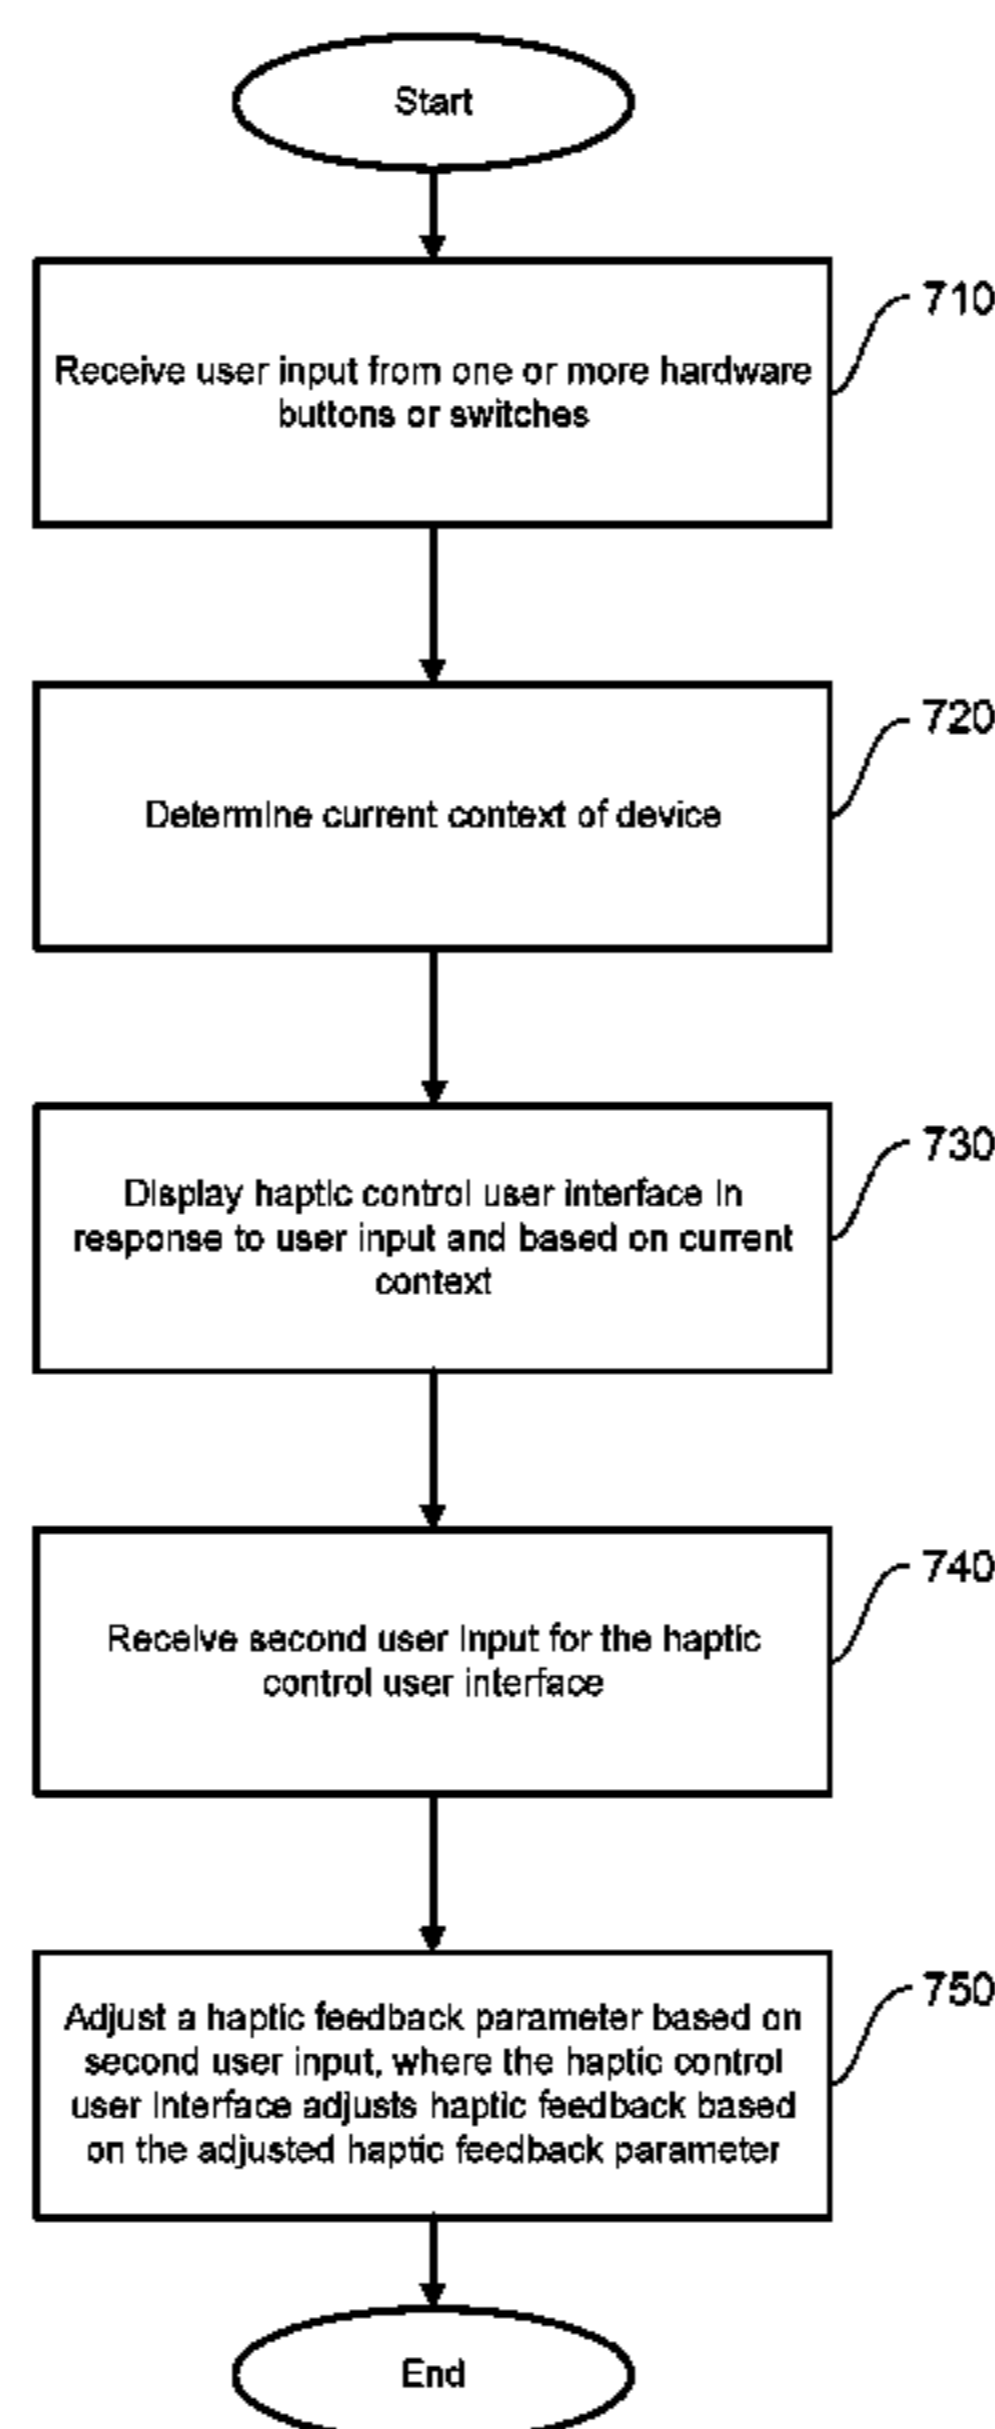 Start
710
Receive user input from one or more hardware
buttons or switches
720
Determine current context of device
730
Display haptic control user interface in
response to user input and based on current
context
740
Receive second user input for the haptic
control user interface
750
Adjust a haptic feedback parameter based on
second user input, where the haptic control
user interface adjusts haptic feedback based
on the adjusted haptic feedback parameter
End